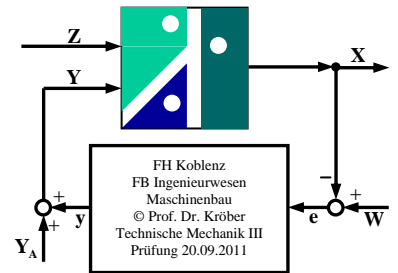 Z
X
Y
FH Koblenz
FB Ingenieurwesen
Maschinenbau
© Prof. Dr. Kröber
Technische Mechanik III
Prüfung 20.09.2011
−
+
+
y
e
W
+
Y_A